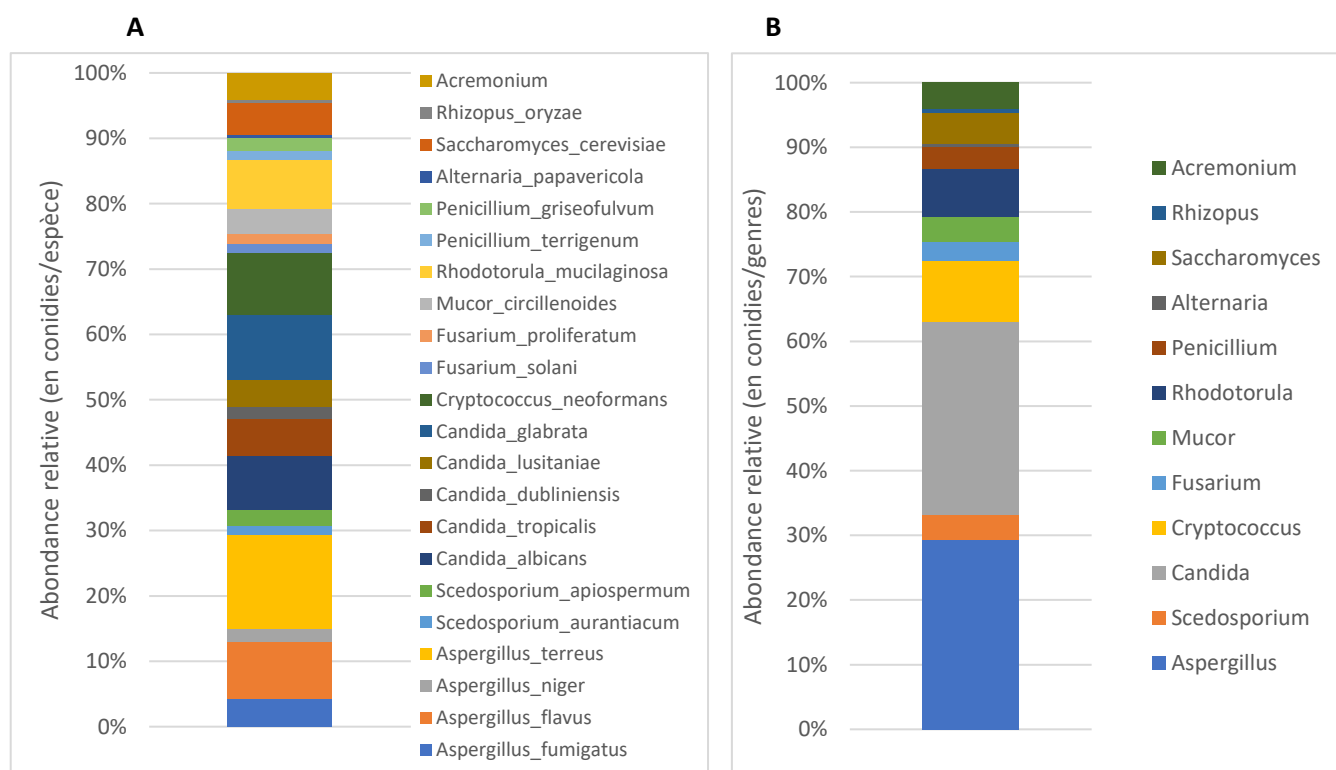 A
Abondance relative (en conidies/espèce)
100%
90%
80%
70%
60%
50%
40%
30%
20%
10%
0%
Acremonium
Rhizopus_oryzae
Saccharomyces_cerevisiae
Alternaria_papavericola
Penicillium_griseofulvum
Penicillium_terrigenum
Rhodotorula_mucilaginosa
Mucor_circillenoides
Fusarium_proliferatum
Fusarium_solani
Cryptococcus_neoformans
Candida_glabrata
Candida_lusitaniae
Candida_dubliniensis
Candida_tropicalis
Candida_albicans
Scedosporium_apiospermum
Scedosporium_aurantiacum
Aspergillus_terreus
Aspergillus_niger
Aspergillus_flavus
Aspergillus_fumigatus
B
Abondance relative (en conidies/genres)
100%
90%
80%
70%
60%
50%
40%
30%
20%
10%
0%
Acremonium
Rhizopus
Saccharomyces
Alternaria
Penicillium
Rhodotorula
Mucor
Fusarium
Cryptococcus
Candida
Scedosporium
Aspergillus